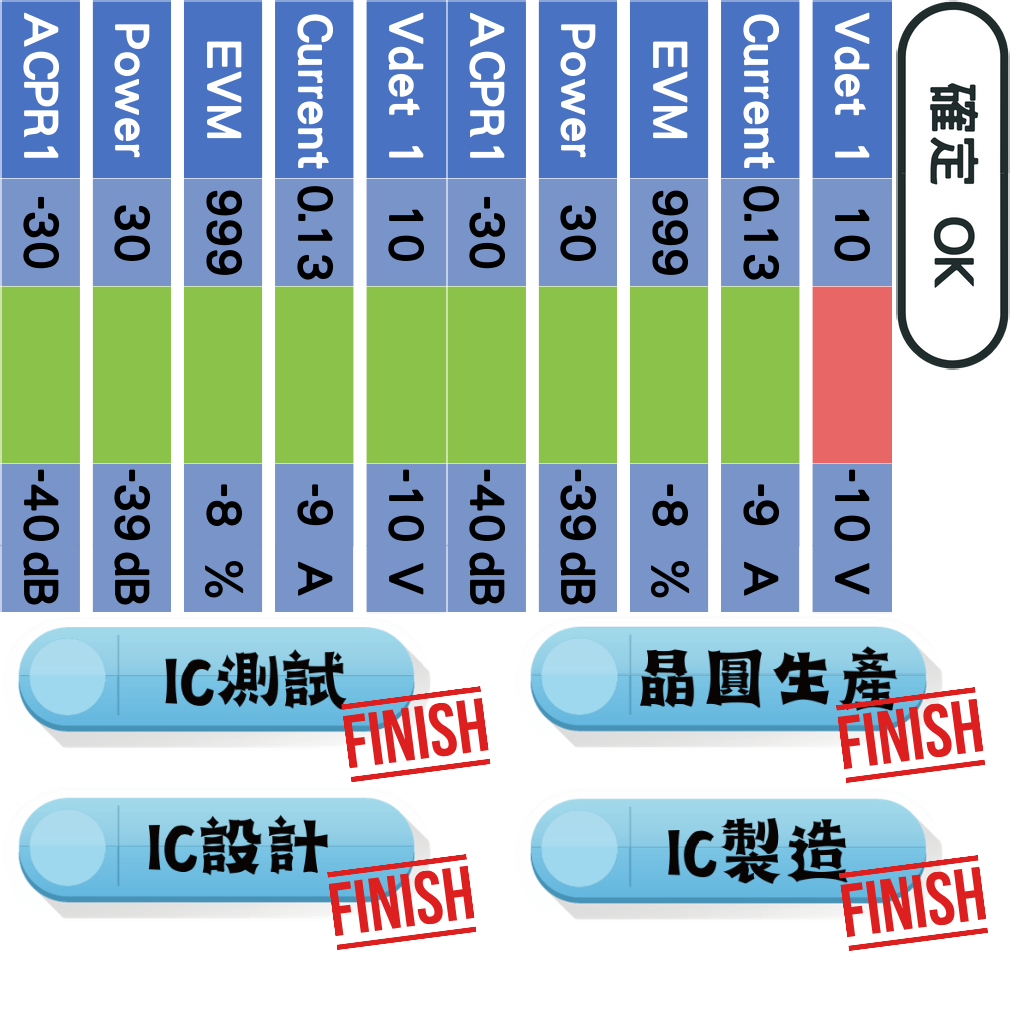 確定 OK
Vdet 1 10 -10 V
Current 0.13 -9 A
EVM 999 -8 %
Power 30 -39 dB
ACPR1 -30 -40 dB
Vdet 1 10 -10 V
Current 0.13 -9 A
EVM 999 -8 %
Power 30 -39 dB
ACPR1 -30 -40 dB
IC測試
FINISH
晶圓生產
FINISH
IC設計
FINISH
IC製造
FINISH